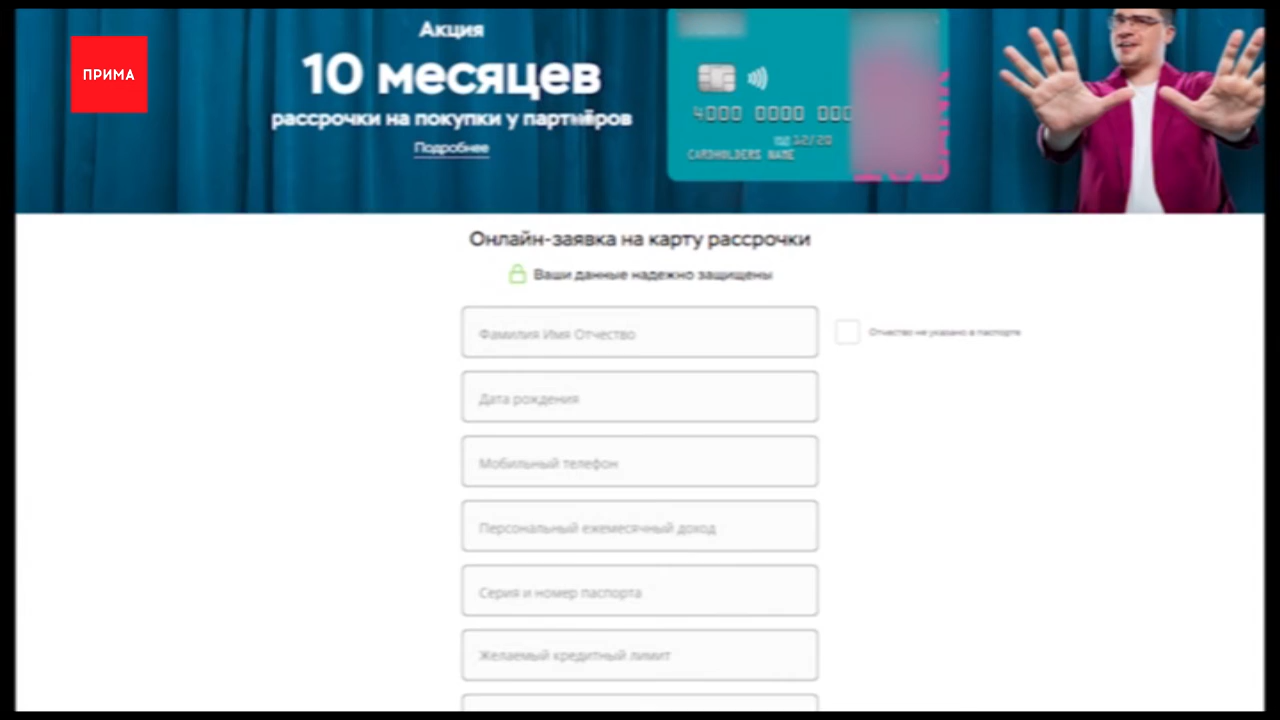 ПРИМА
Акция
10 месяцев
рассрочки на покупки у партнёров
Подробнее
4000 0000 000
12/20
CARDHOLDERS NAME
Онлайн-заявка на карту рассрочки
Ваши данные надежно защищены
Фамилия Имя Отчество
Отчество не указано в паспорте
Дата рождения
Мобильный телефон
Персональный ежемесячный доход
Серия и номер паспорта
Желаемый кредитный лимит